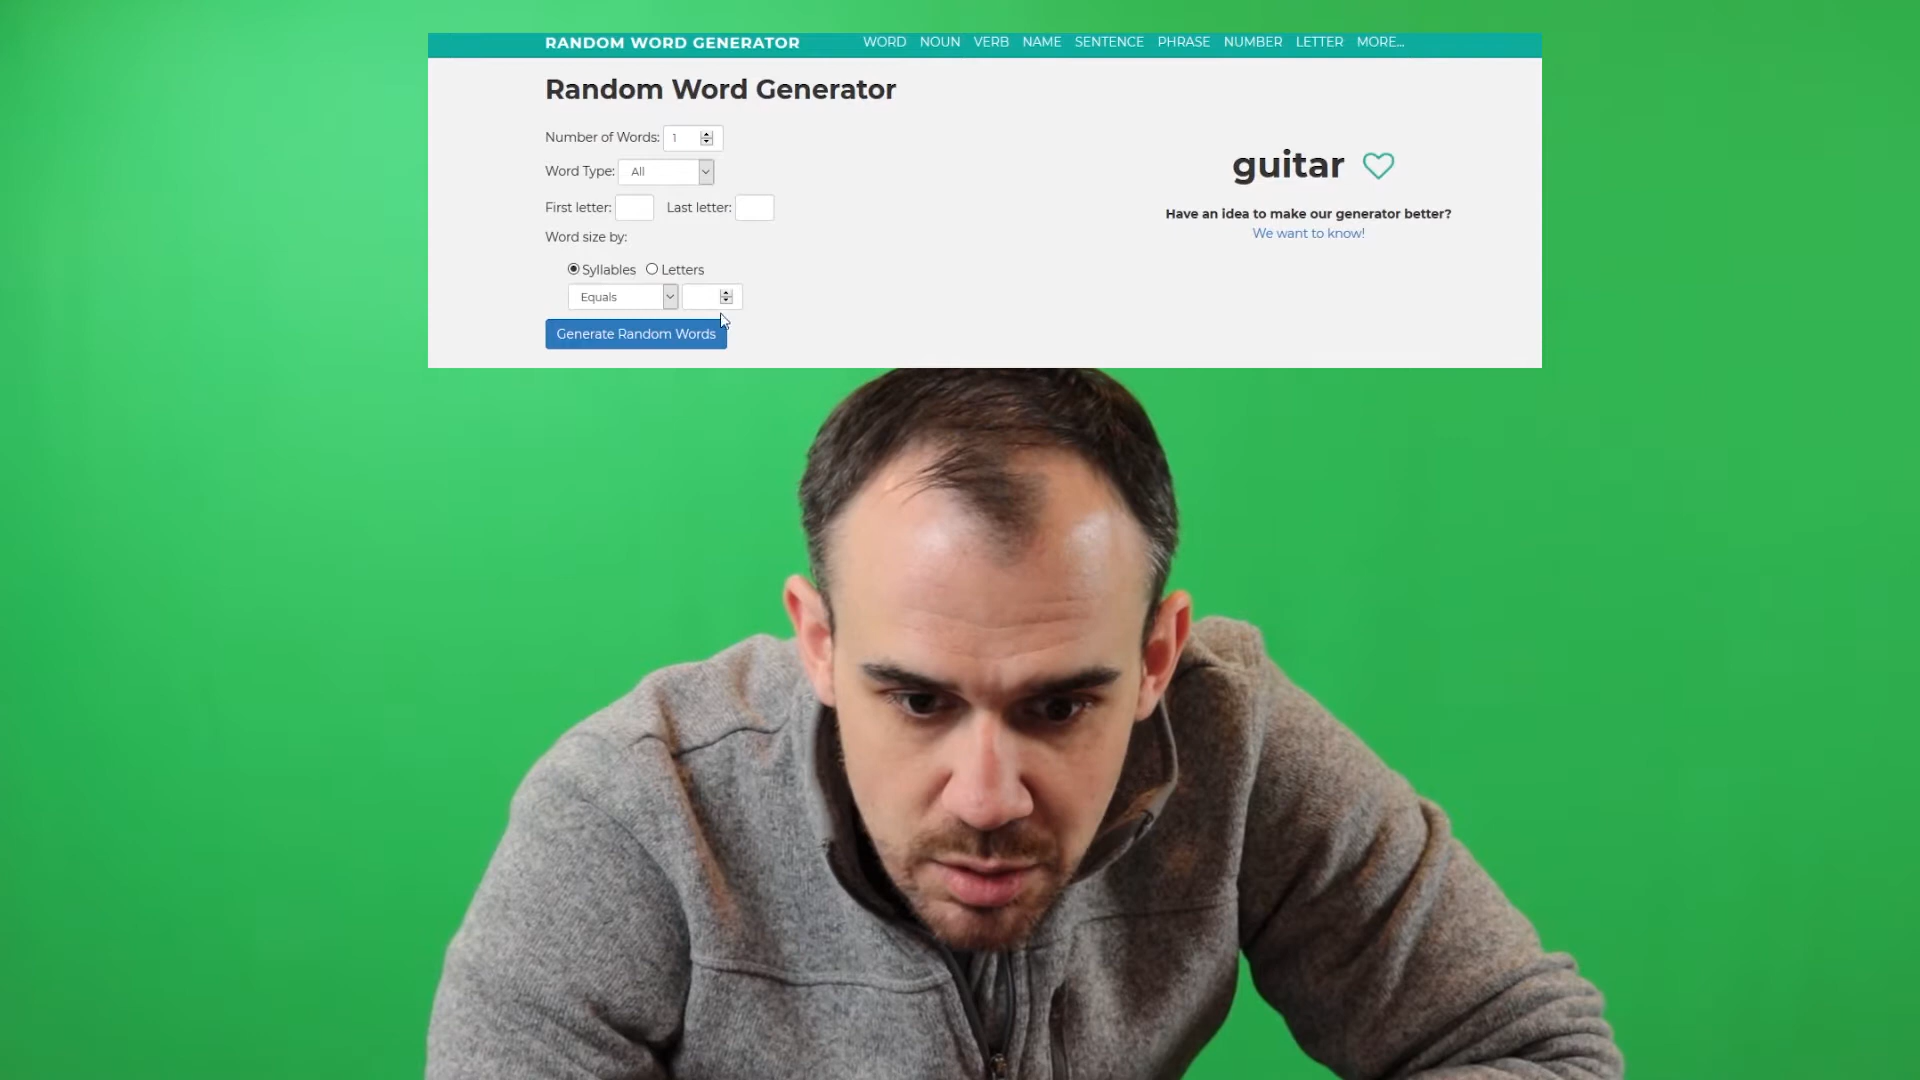 RANDOM WORD GENERATOR WORD NOUN VERB NAME SENTENCE PHRASE NUMBER LETTER MORE...
Random Word Generator
Number of Words: 1
Word Type: All
First letter: Last letter:
Word size by:
Syllables Letters
Equals
Generate Random Words
guitar
Have an idea to make our generator better?
We want to know!